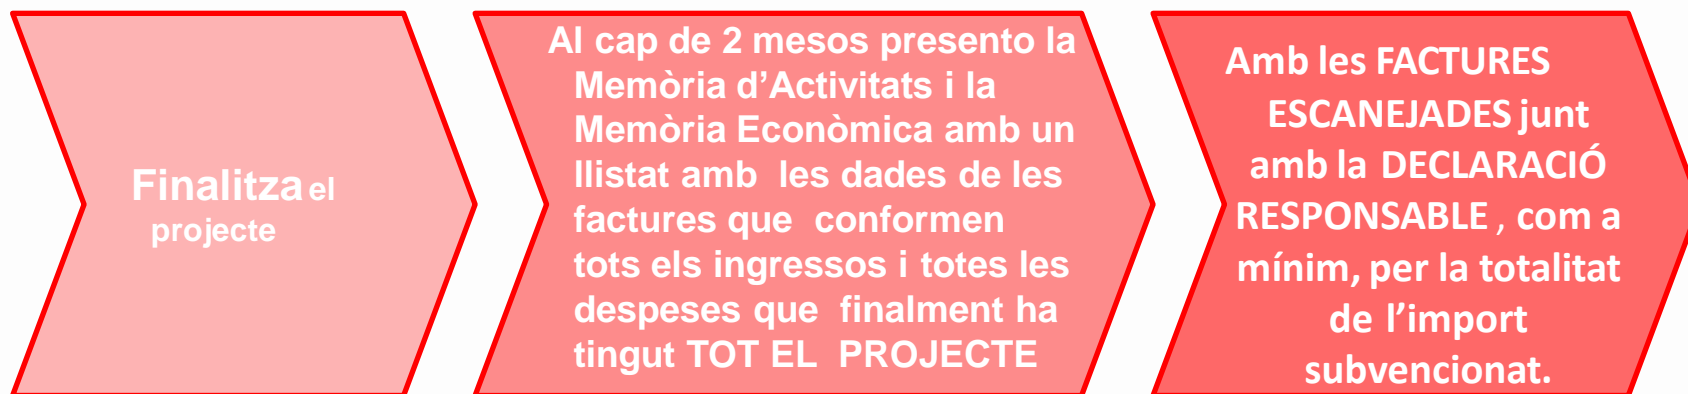 Finalitza el
projecte
Al cap de 2 mesos presento la
Memòria d’Activitats i la
Memòria Econòmica amb un
llistat amb les dades de les
factures que conformen
tots els ingressos i totes les
despeses que finalment ha
tingut TOT EL PROJECTE
Amb les FACTURES
ESCANEJADES junt
amb la DECLARACIÓ
RESPONSABLE , com a
mínim, per la totalitat
de l’import
subvencionat.